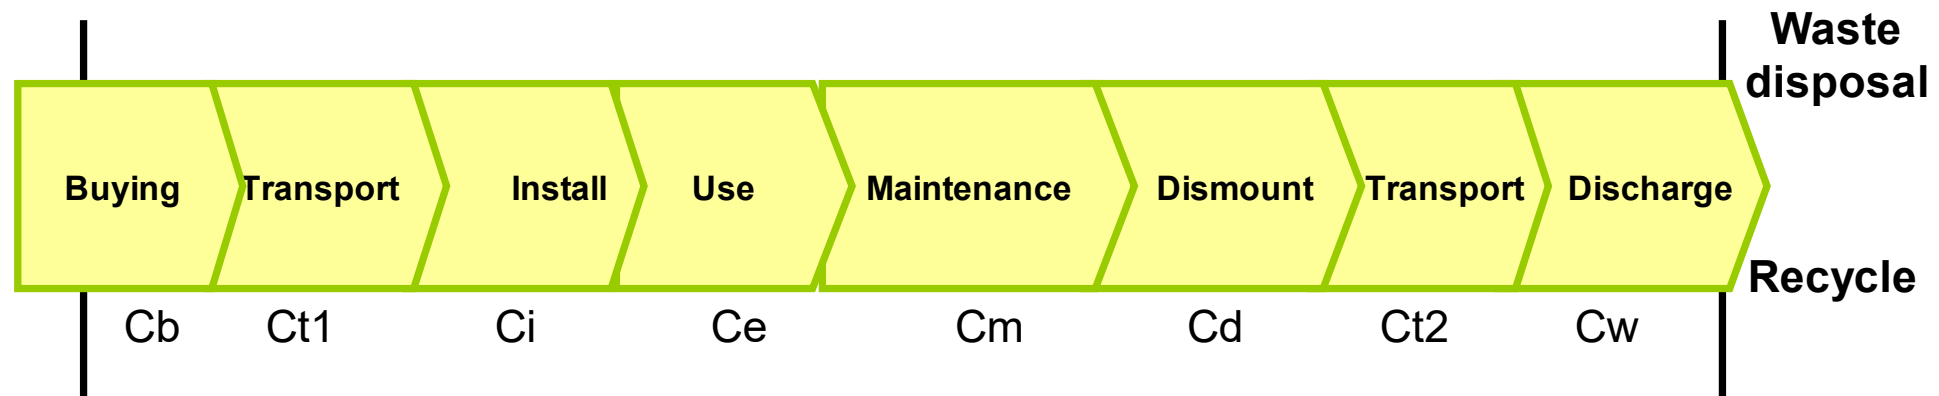 Waste
disposal
Buying Transport Install Use Maintenance Dismount Transport Discharge
Recycle
Cb Ct1 Ci Ce Cm Cd Ct2 Cw